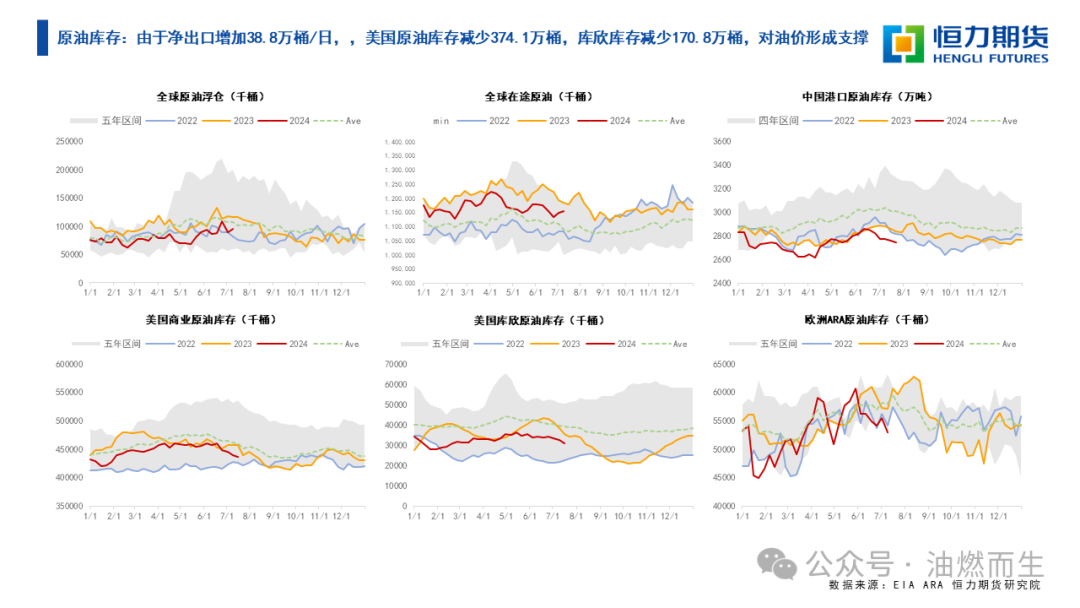 原油库存：由于净出口增加38.8万桶/日，，美国原油库存减少374.1万桶，库欣库存减少170.8万桶，对油价形成支撑
恒力期货
HENGLI FUTURES
全球原油浮仓（千桶）
五年区间 2022 2023 2024 Ave
250000
200000
150000
100000
50000
0
1/1 2/1 3/1 4/1 5/1 6/1 7/1 8/1 9/1 10/1 11/1 12/1
全球在途原油（千桶）
min 2022 2023 2024 Ave
1,400,000
1,350,000
1,300,000
1,250,000
1,200,000
1,150,000
1,100,000
1,050,000
1,000,000
950,000
900,000
1/1 2/1 3/1 4/1 5/1 6/1 7/1 8/1 9/1 10/1 11/1 12/1
中国港口原油库存（万吨）
四年区间 2022 2023 2024 Ave
3600
3400
3200
3000
2800
2600
2400
1/1 2/1 3/1 4/1 5/1 6/1 7/1 8/1 9/1 10/1 11/1 12/1
美国商业原油库存（千桶）
五年区间 2022 2023 2024 Ave
600000
550000
500000
450000
400000
350000
1/1 2/1 3/1 4/1 5/1 6/1 7/1 8/1 9/1 10/1 11/1 12/1
美国库欣原油库存（千桶）
五年区间 2022 2023 2024 Ave
70000
60000
50000
40000
30000
20000
10000
0
1/1 2/1 3/1 4/1 5/1 6/1 7/1 8/1 9/1 10/1 11/1 12/1
欧洲ARA原油库存（千桶）
五年区间 2022 2023 2024 Ave
65000
60000
55000
50000
45000
40000
1/1 2/1 3/1 4/1 5/1 6/1 7/1 8/1 9/1 10/1 11/1 12/1
公众号 · 油燃而生
数据来源：EIA ARA 恒力期货研究院